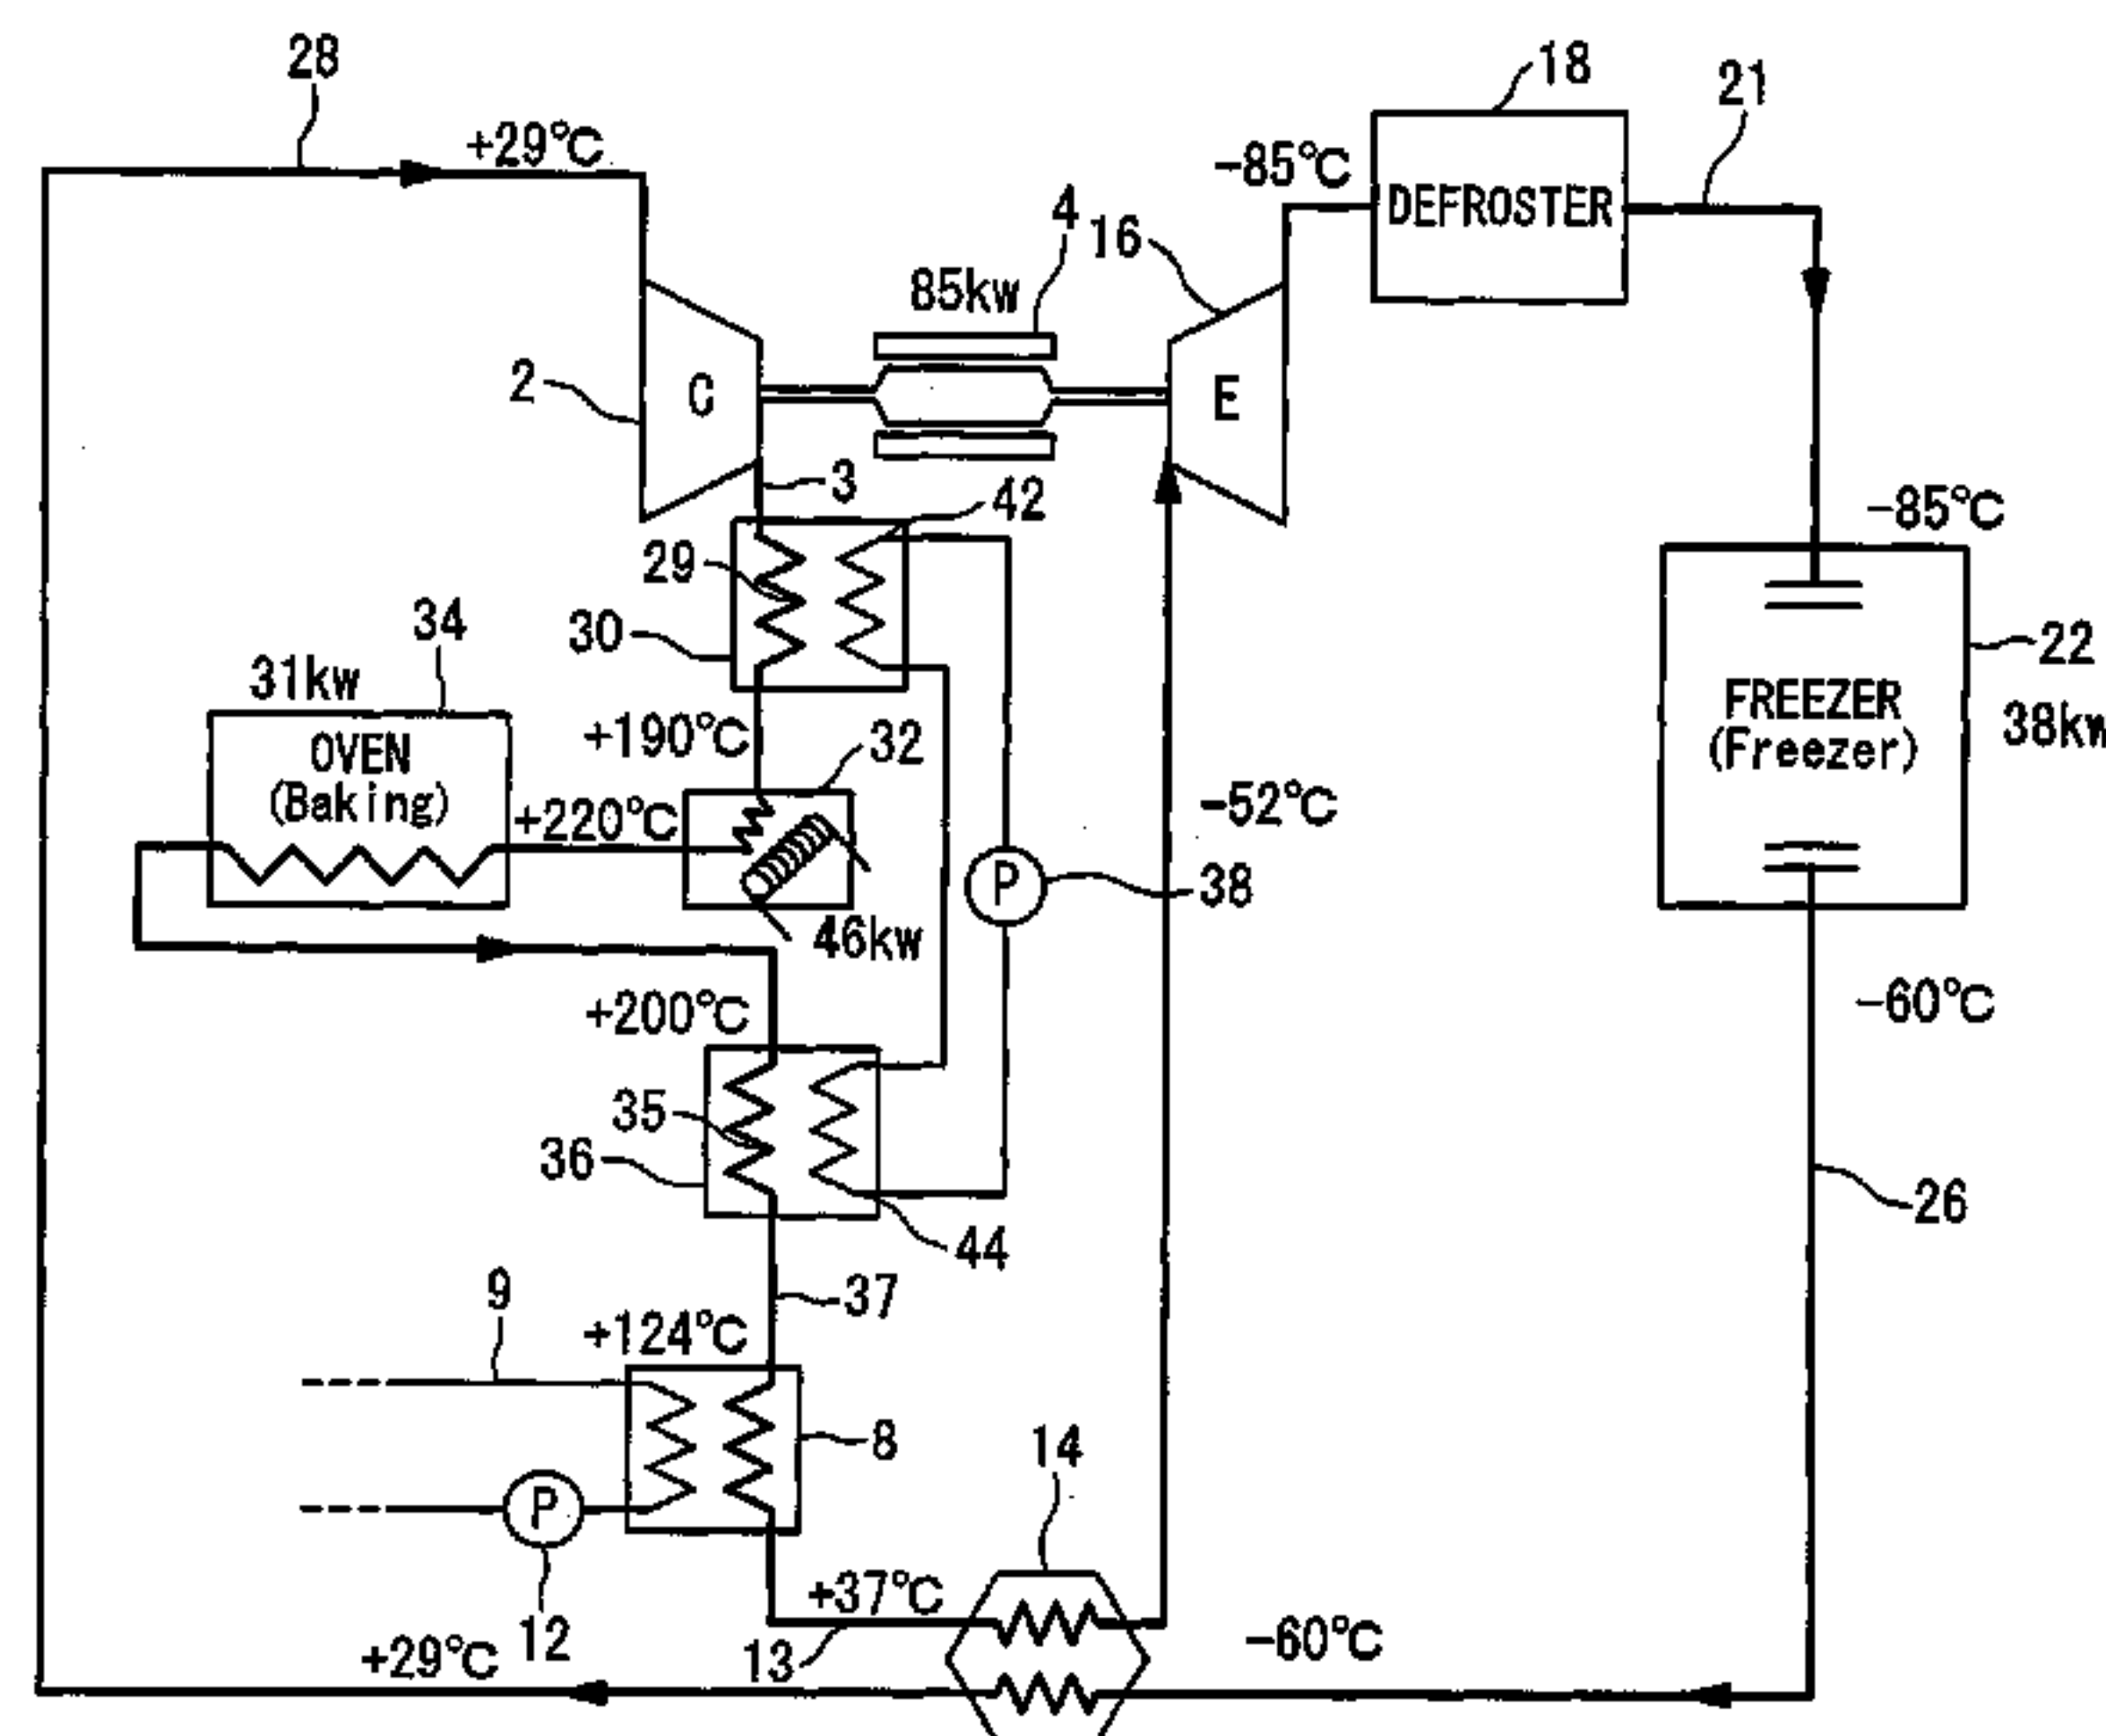 28
+29°C
18
21
-85°C
DEFROSTER
4
16
85kw
2
C
E
3
42
-85°C
29
30
34
31kw
22
FREEZER
(Freezer)
38kw
+190°C
32
OVEN
(Baking)
+220°C
-52°C
P
38
46kw
+200°C
-60°C
35
36
26
44
9
37
+124°C
8
14
P
12
+37°C
13
+29°C
-60°C